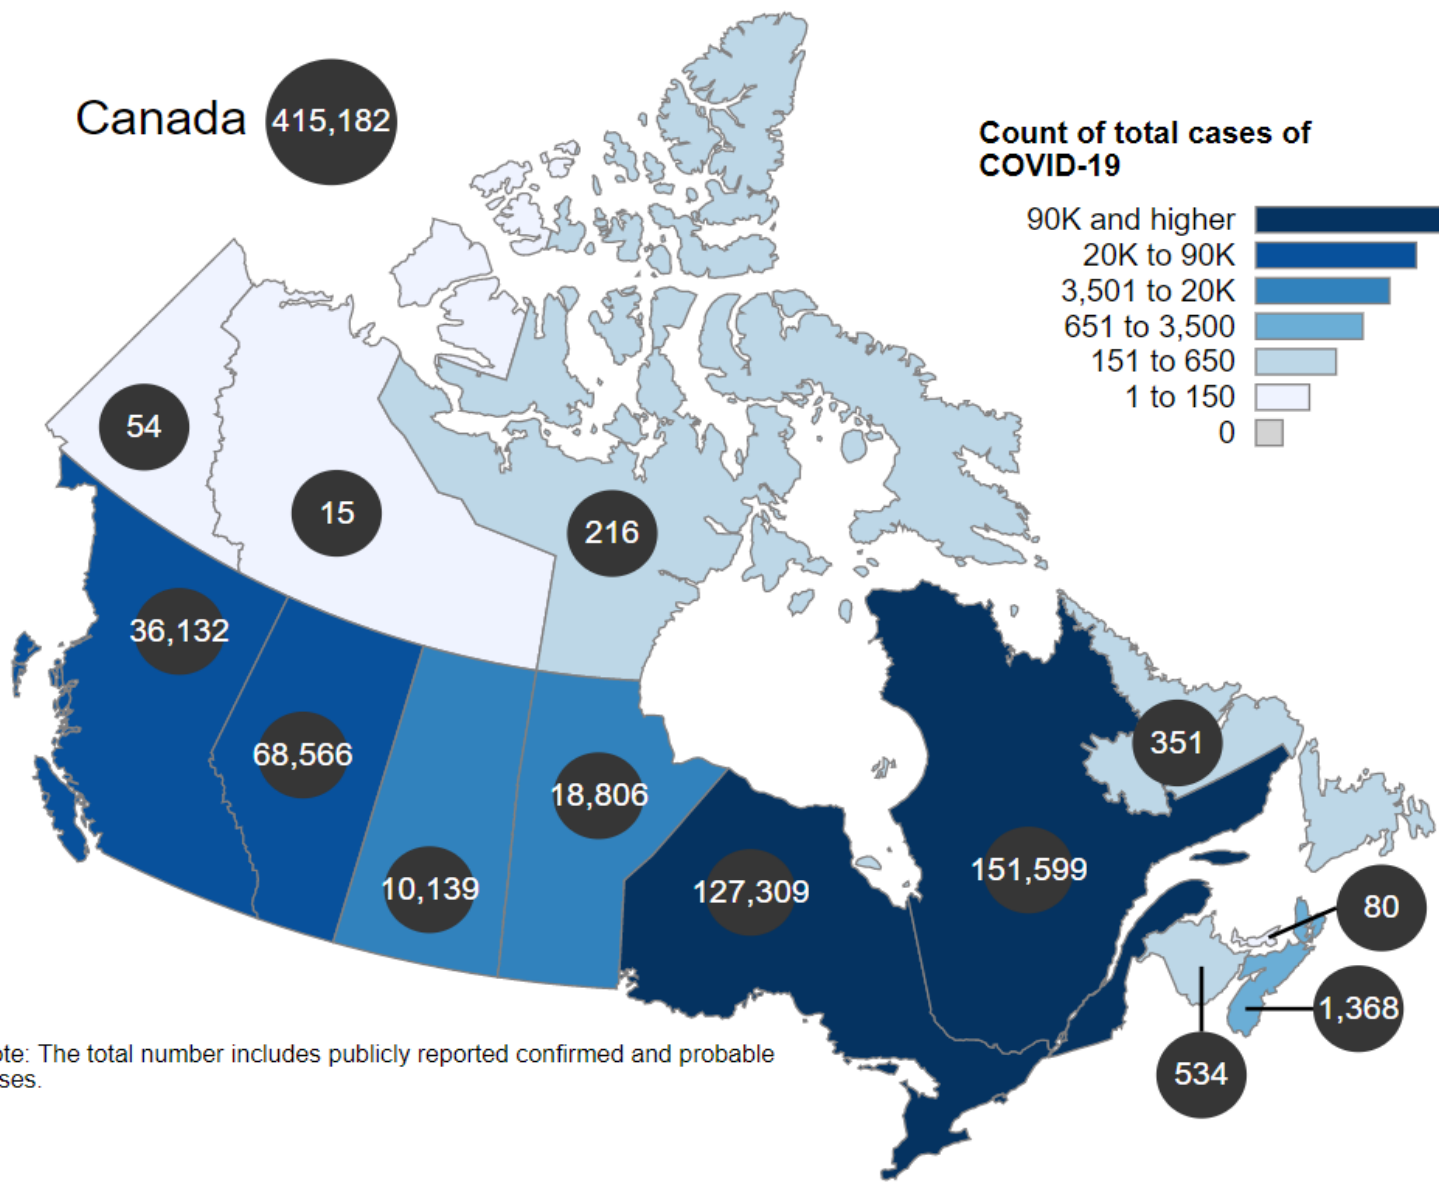 Canada 415,182
Count of total cases of
COVID-19
90K and higher
20K to 90K
3,501 to 20K
651 to 3,500
151 to 650
1 to 150
0
54
15
216
36,132
68,566
10,139
18,806
127,309
151,599
351
80
1,368
534
ote: The total number includes publicly reported confirmed and probable
ses.